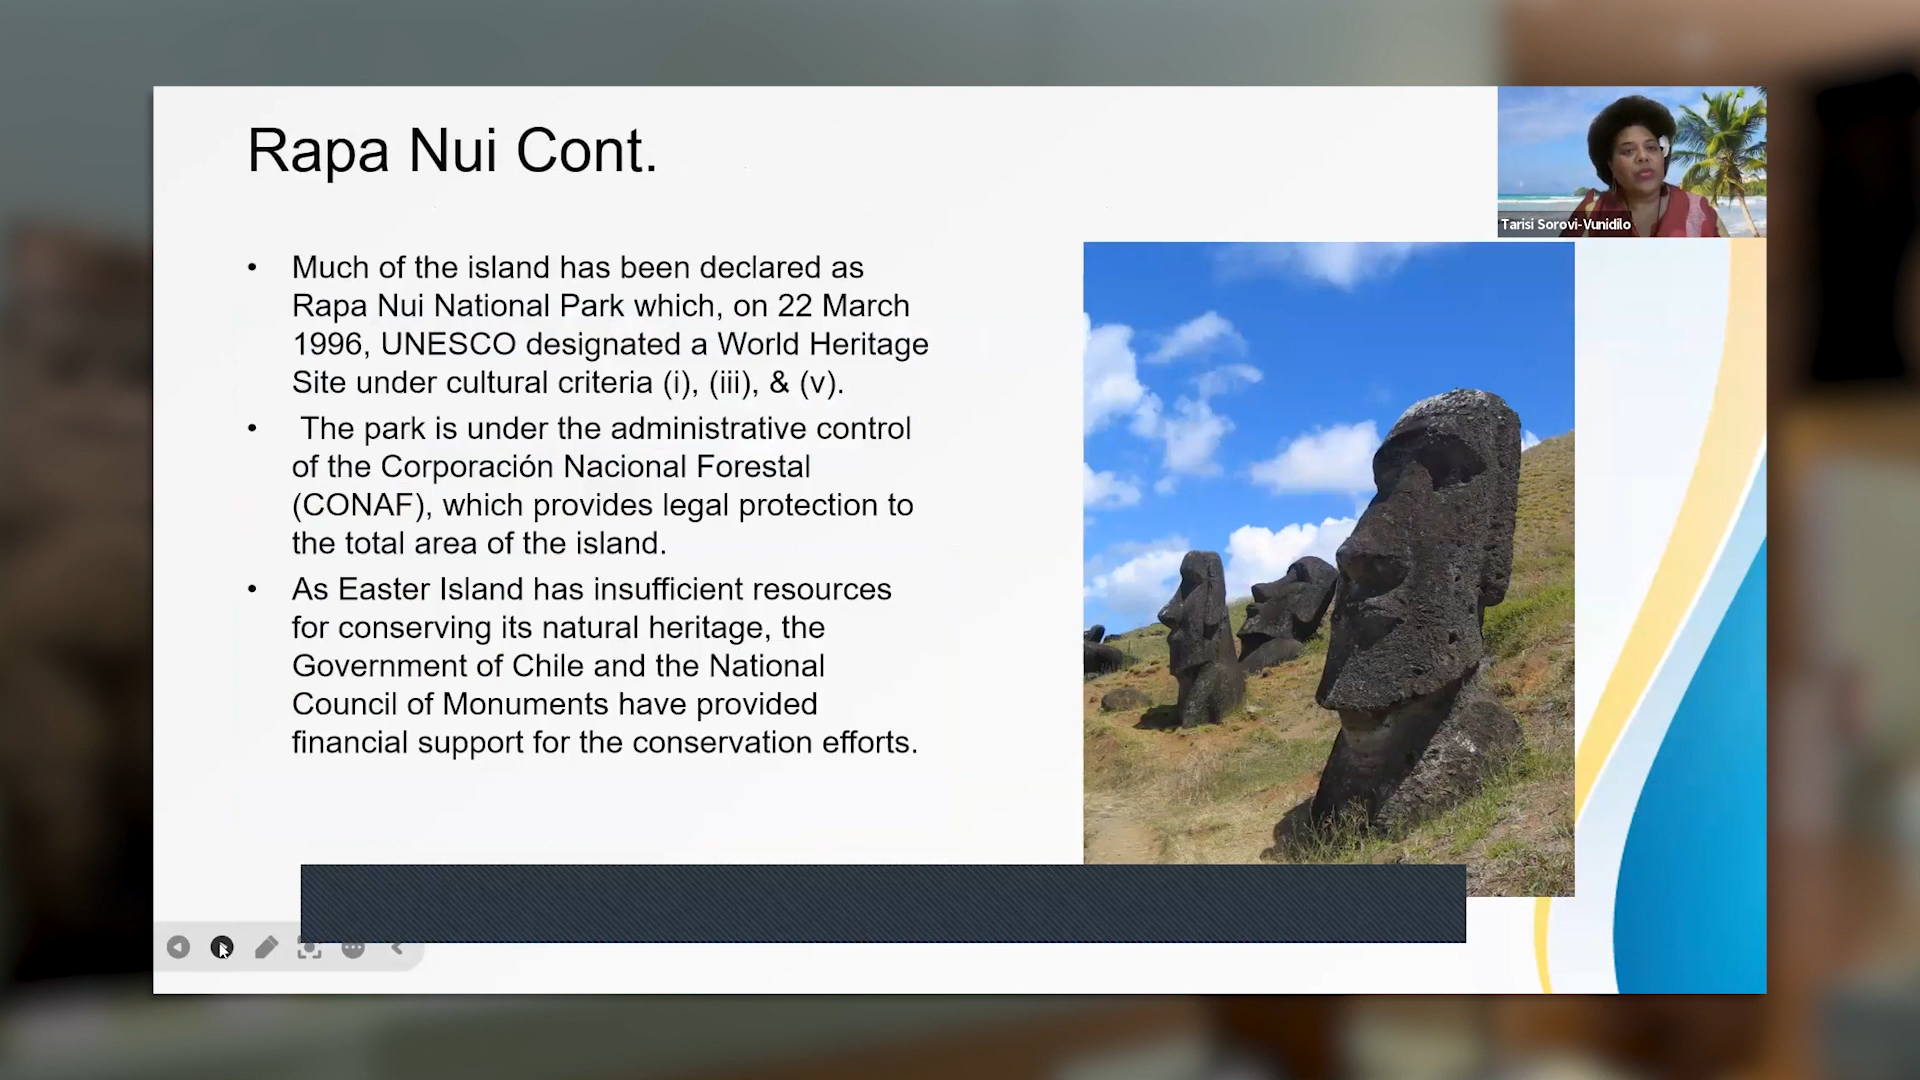 Rapa Nui Cont.
Tarisi Sorovi-Vunidilo
• Much of the island has been declared as
Rapa Nui National Park which, on 22 March
1996, UNESCO designated a World Heritage
Site under cultural criteria (i), (iii), & (v).
• The park is under the administrative control
of the Corporación Nacional Forestal
(CONAF), which provides legal protection to
the total area of the island.
• As Easter Island has insufficient resources
for conserving its natural heritage, the
Government of Chile and the National
Council of Monuments have provided
financial support for the conservation efforts.